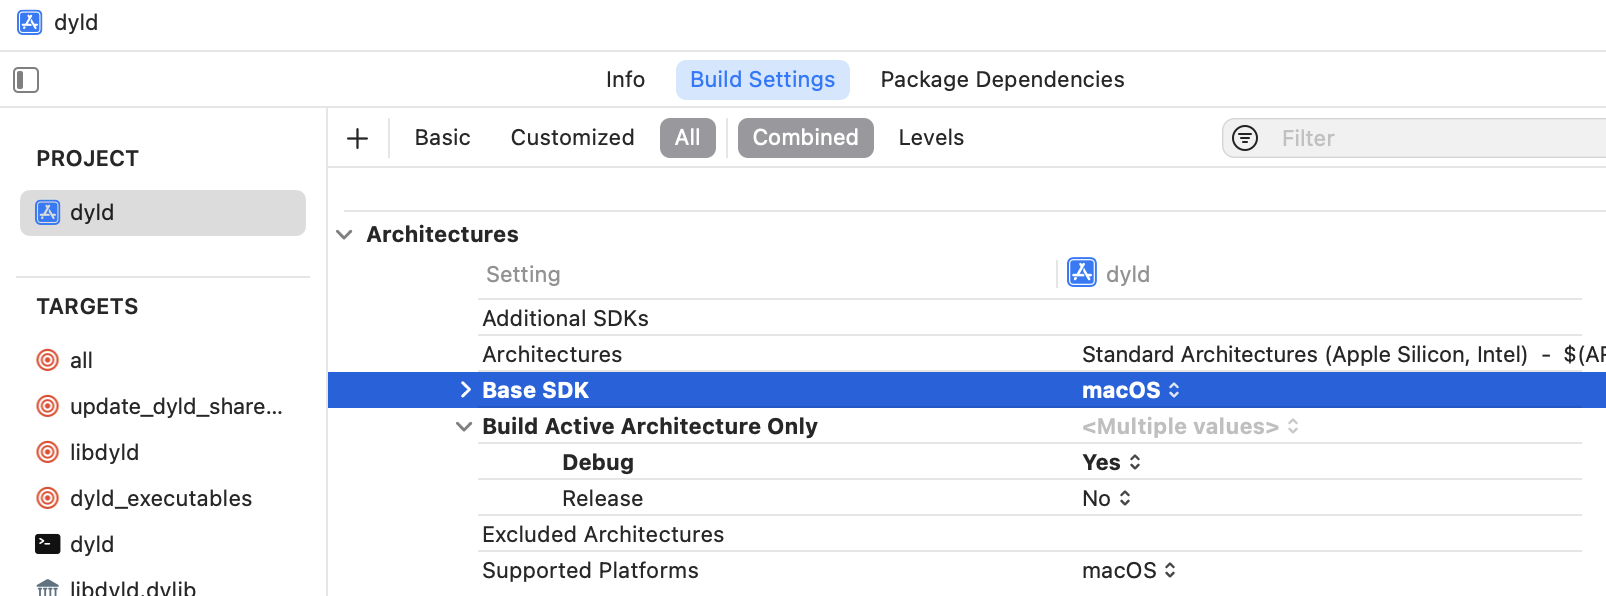 dyld
Info Build Settings Package Dependencies
Basic Customized All Combined Levels Filter
PROJECT
dyld
TARGETS
all
update_dyld_share...
libdyld
dyld_executables
dyld
libdyld.dylib
Architectures
Setting dyld
Additional SDKs
Architectures Standard Architectures (Apple Silicon, Intel) - $(AR
Base SDK macOS
Build Active Architecture Only <Multiple values>
Debug Yes
Release No
Excluded Architectures
Supported Platforms macOS